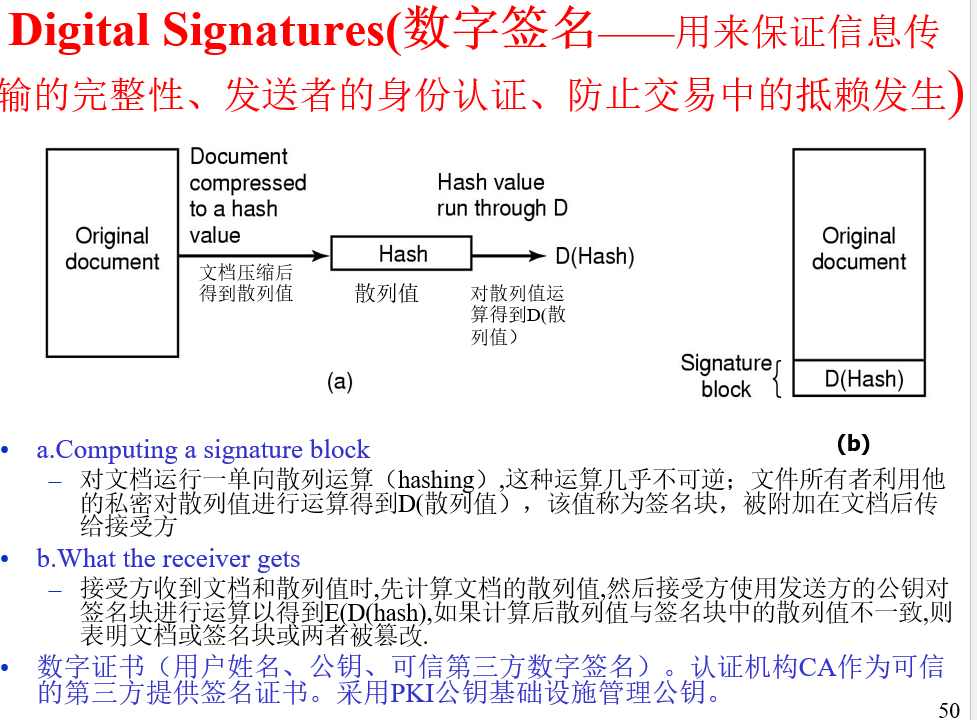 Digital Signatures(数字签名——用来保证信息传
输的完整性、发送者的身份认证、防止交易中的抵赖发生)
Original
document
Document
compressed
to a hash
value
文档压缩后
得到散列值
Hash
散列值
Hash value
run through D
对散列值运
算得到D(散
列值）
D(Hash)
(a)
Original
document
Signature
block
D(Hash)
(b)
• a.Computing a signature block
– 对文档运行一单向散列运算（hashing）,这种运算几乎不可逆；文件所有者利用他
的私密对散列值进行运算得到D(散列值），该值称为签名块，被附加在文档后传
给接受方
• b.What the receiver gets
– 接受方收到文档和散列值时,先计算文档的散列值,然后接受方使用发送方的公钥对
签名块进行运算以得到E(D(hash),如果计算后散列值与签名块中的散列值不一致,则
表明文档或签名块或两者被篡改.
• 数字证书（用户姓名、公钥、可信第三方数字签名）。认证机构CA作为可信
的第三方提供签名证书。采用PKI公钥基础设施管理公钥。
50